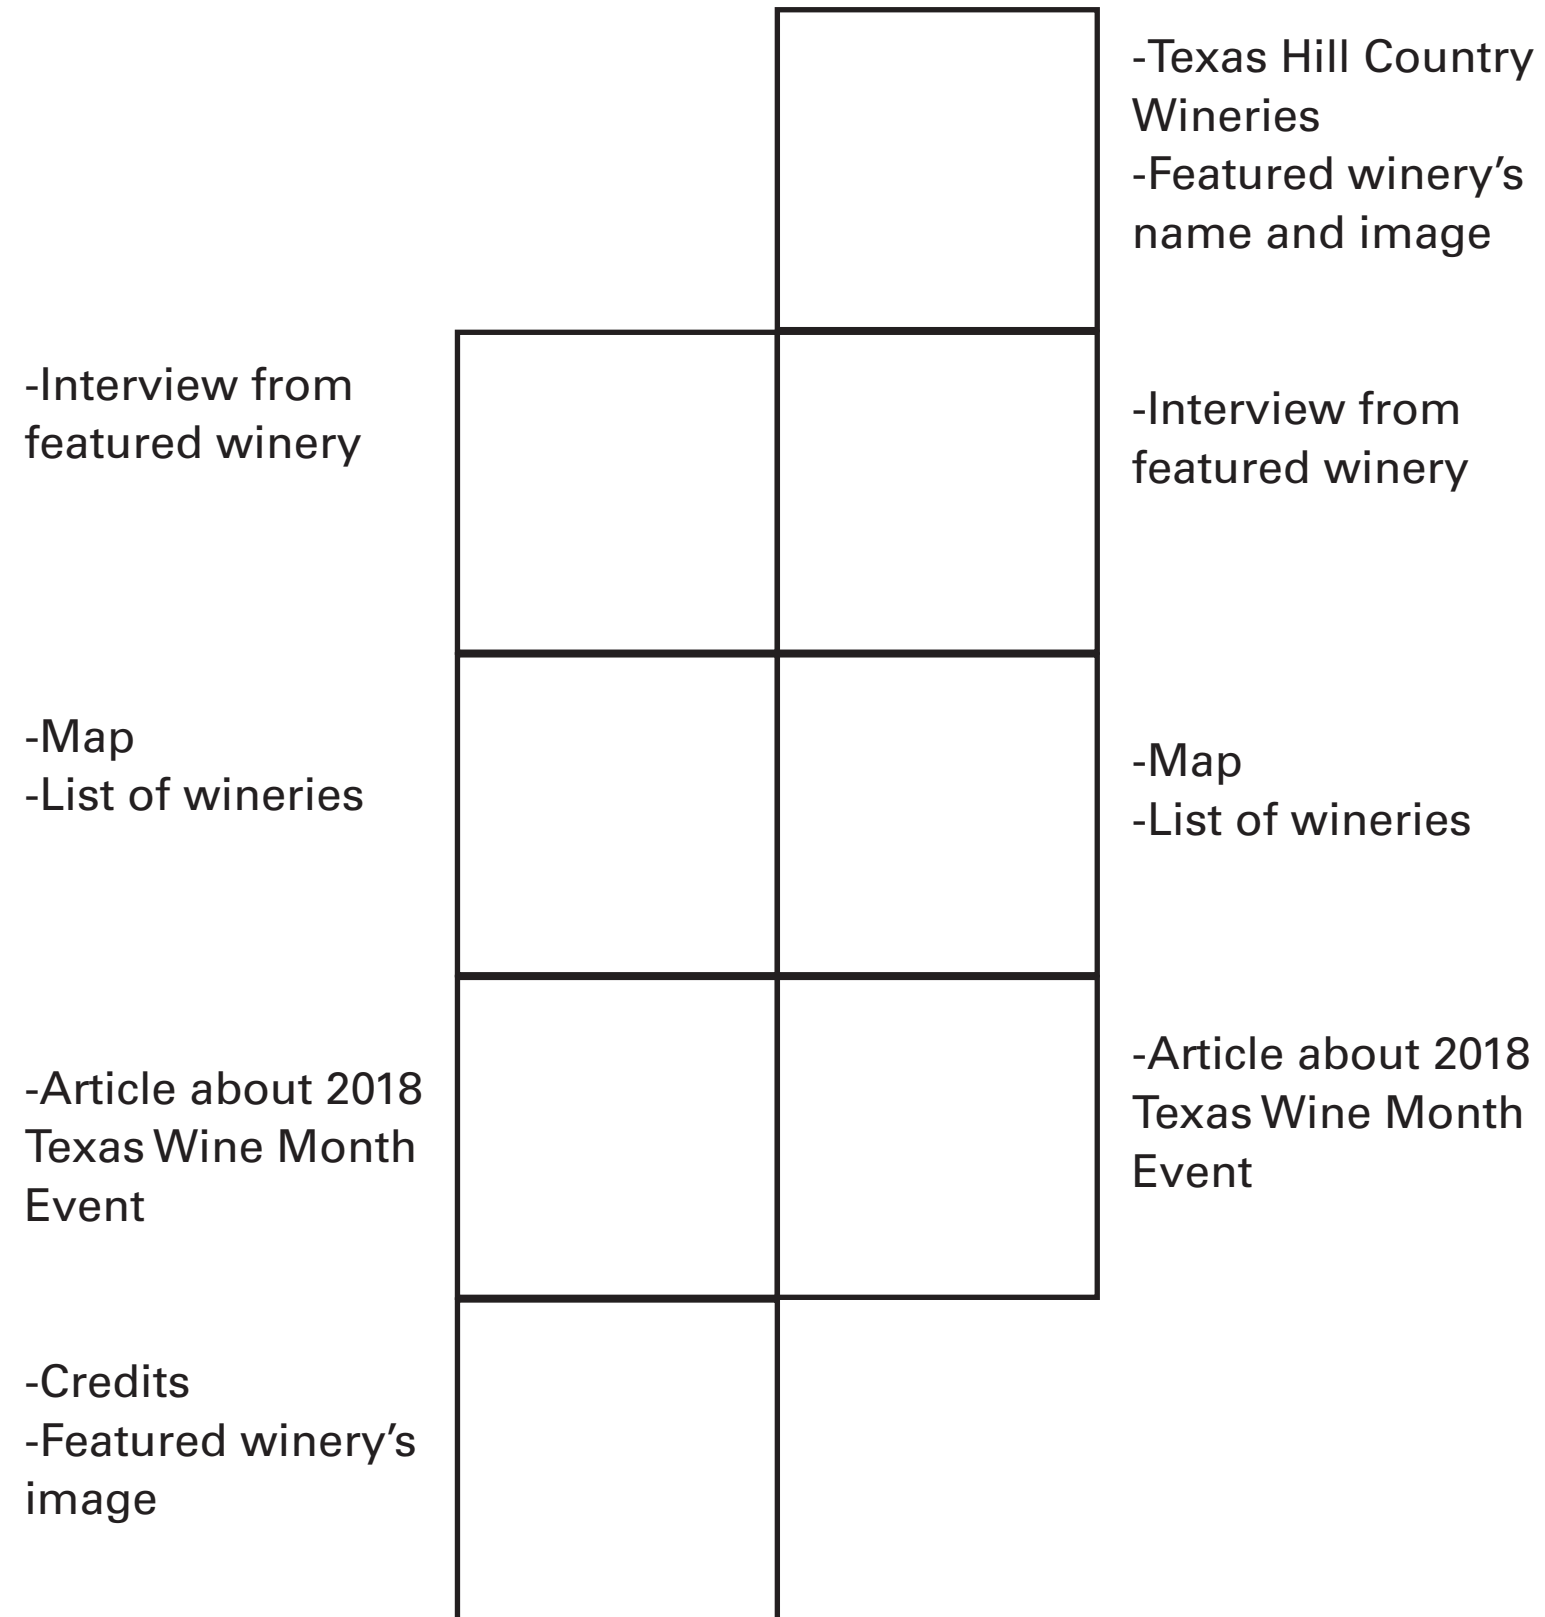 -Texas Hill Country
Wineries
-Featured winery’s
name and image
-Interview from
featured winery
-Interview from
featured winery
-Map
-List of wineries
-Map
-List of wineries
-Article about 2018
Texas Wine Month
Event
-Article about 2018
Texas Wine Month
Event
-Credits
-Featured winery’s
image